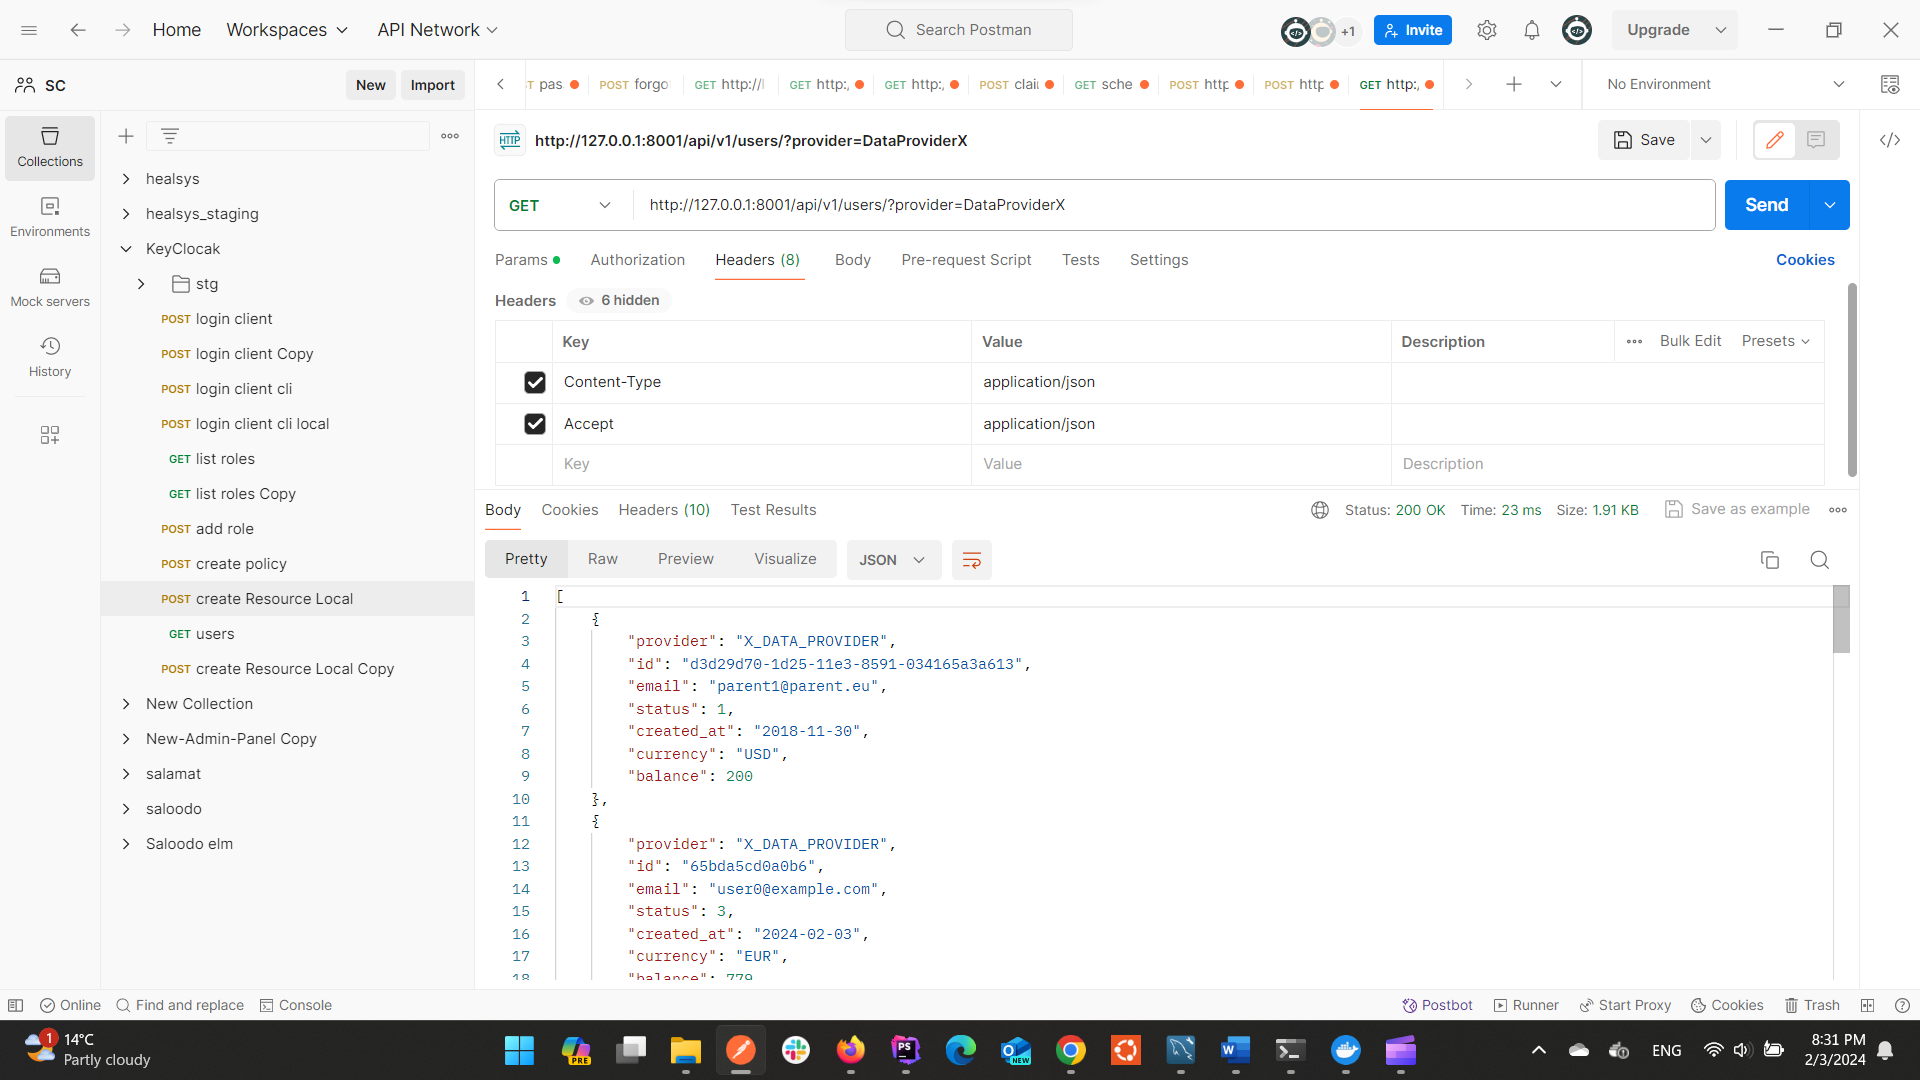 Home
Workspaces
API Network
Search Postman
+1
Invite
Upgrade
SC
New
Import
pas
POST forgo
GET http://
GET http:,
GET http:,
POST clai
GET sche
POST http
POST http
GET http:,
No Environment
Collections
Environments
Mock servers
History
healsys
healsys_staging
KeyClocak
stg
POST login client
POST login client Copy
POST login client cli
POST login client cli local
GET list roles
GET list roles Copy
POST add role
POST create policy
POST create Resource Local
GET users
POST create Resource Local Copy
New Collection
New-Admin-Panel Copy
salamat
saloodo
Saloodo elm
HTTP
http://127.0.0.1:8001/api/v1/users/?provider=DataProviderX
Save
GET
http://127.0.0.1:8001/api/v1/users/?provider=DataProviderX
Send
Params
Authorization
Headers (8)
Body
Pre-request Script
Tests
Settings
Cookies
Headers
6 hidden
Key
Value
Description
Bulk Edit
Presets
Content-Type
application/json
Accept
application/json
Key
Value
Description
Body
Cookies
Headers (10)
Test Results
Status: 200 OK
Time: 23 ms
Size: 1.91 KB
Save as example
Pretty
Raw
Preview
Visualize
JSON
1 [
2 {
3 "provider": "X_DATA_PROVIDER",
4 "id": "d3d29d70-1d25-11e3-8591-034165a3a613",
5 "email": "parent1@parent.eu",
6 "status": 1,
7 "created_at": "2018-11-30",
8 "currency": "USD",
9 "balance": 200
10 },
11 {
12 "provider": "X_DATA_PROVIDER",
13 "id": "65bda5cd0a0b6",
14 "email": "user0@example.com",
15 "status": 3,
16 "created_at": "2024-02-03",
17 "currency": "EUR",
18 "balance": 779
Online
Find and replace
Console
Postbot
Runner
Start Proxy
Cookies
Trash
1
14°C
Partly cloudy
PRE
PS
NEW
W
ENG
8:31 PM
2/3/2024